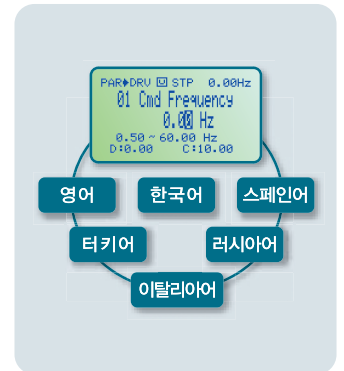 PAR♦DRV U STP 0.00Hz
01 Cmd Frequency
0.00 Hz
0.50 ~ 60.00 Hz
D:0.00 C:10.00
영어 한국어 스페인어
터키어 러시아어
이탈리아어